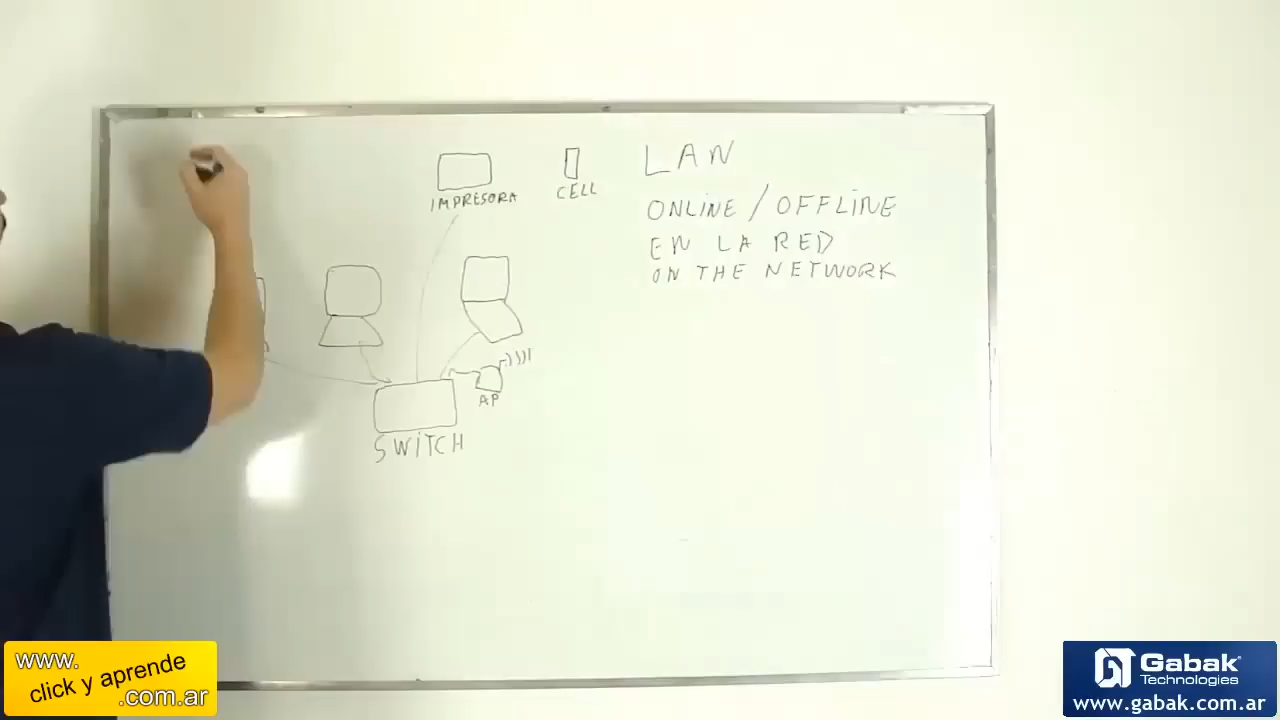 LAN
IMPRESORA
CELL
ONLINE / OFFLINE
EN LA RED
ON THE NETWORK
AP
SWITCH
www.
click y aprende
.com.ar
Gabak
Technologies
www.gabak.com.ar